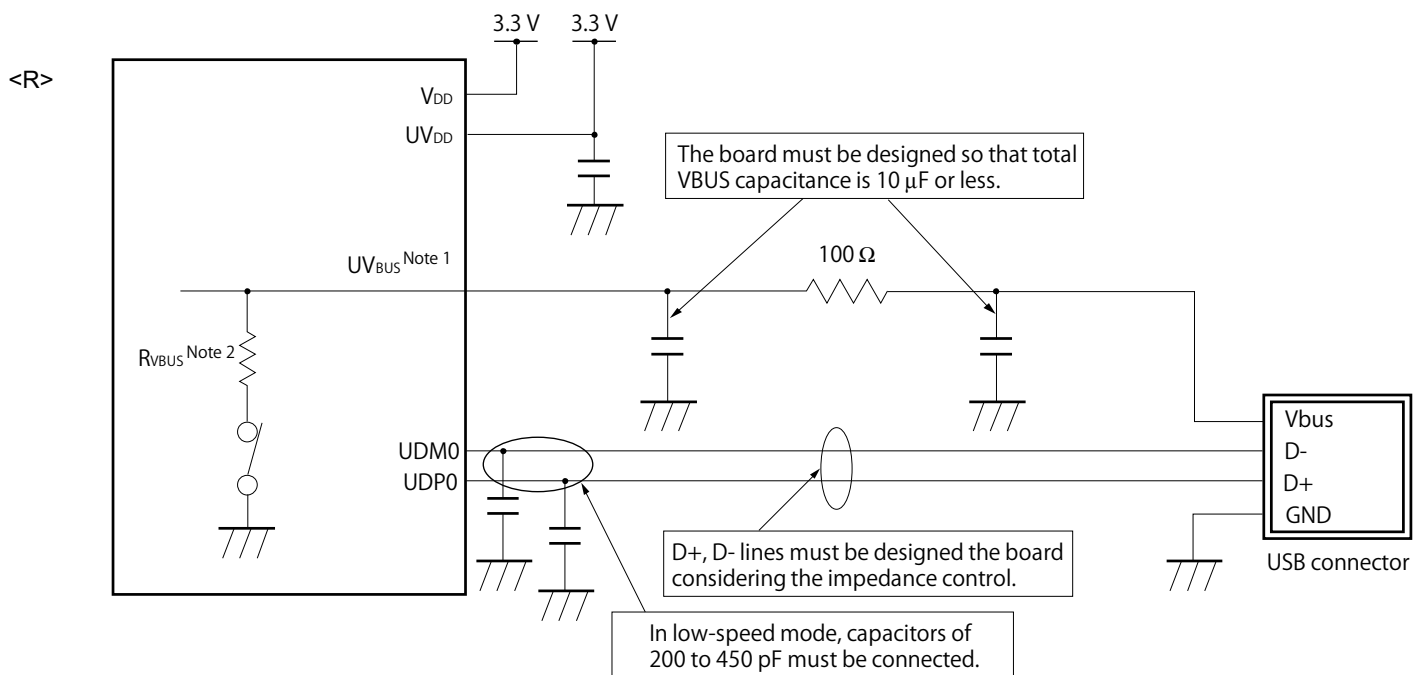 3.3 V 3.3 V
<R>
VDD
UVDD
The board must be designed so that total
VBUS capacitance is 10 μF or less.
100 Ω
UVBUS Note 1
RVBUS Note 2
Vbus
UDM0
D-
UDP0
D+
GND
D+, D- lines must be designed the board
considering the impedance control.
USB connector
In low-speed mode, capacitors of
200 to 450 pF must be connected.